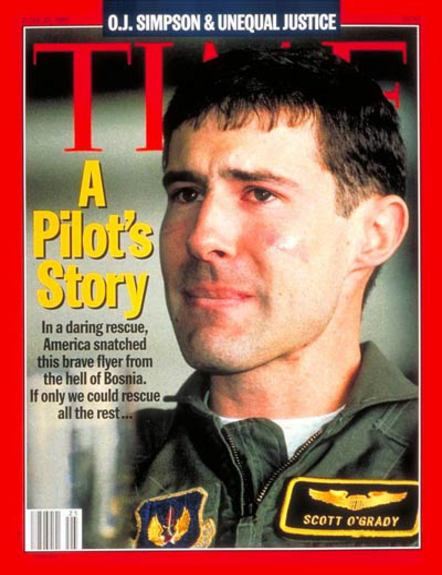 O.J. SIMPSON & UNEQUAL JUSTICE
TIME
A
Pilot's
Story
In a daring rescue,
America snatched
this brave flyer from
the hell of Bosnia.
If only we could rescue
all the rest...
SCOTT O'GRADY